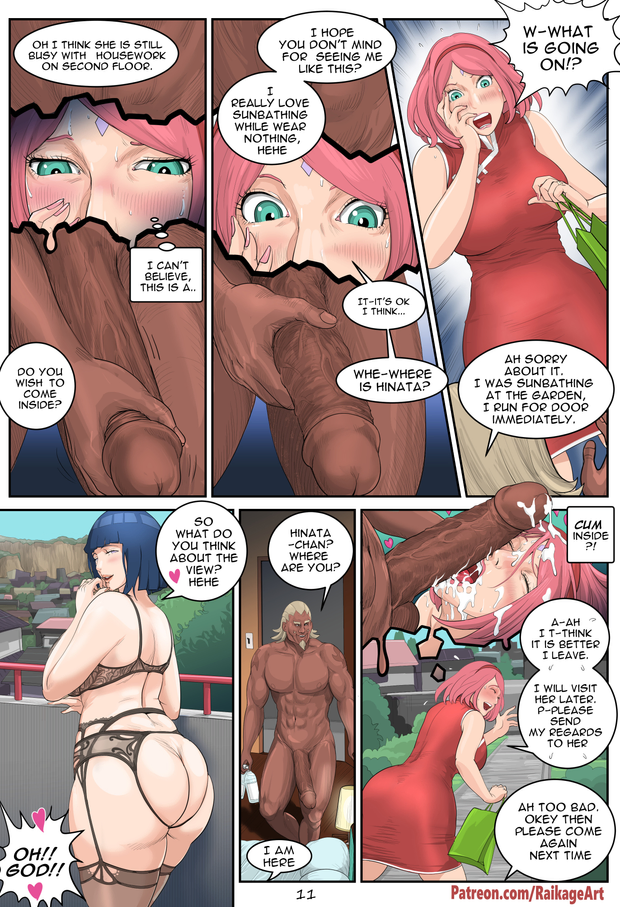 OH I THINK SHE IS STILL
BUSY WITH HOUSEWORK
ON SECOND FLOOR.
I CAN'T
BELIEVE,
THIS IS A..
DO YOU
WISH TO
COME
INSIDE?
I HOPE
YOU DON'T MIND
FOR SEEING ME
LIKE THIS?
I
REALLY LOVE
SUNBATHING
WHILE WEAR
NOTHING,
HEHE
IT-IT'S OK
I THINK...
WHE-WHERE
IS HINATA?
W-WHAT
IS GOING
ON!?
AH SORRY
ABOUT IT.
I WAS SUNBATHING
AT THE GARDEN,
I RUN FOR DOOR
IMMEDIATELY.
SO
WHAT DO
YOU THINK
ABOUT THE
VIEW?
HEHE
OH!!
GOD!!
HINATA
-CHAN?
WHERE
ARE YOU?
I AM
HERE
CUM
INSIDE
?!
A-AH
I T-THINK
IT IS BETTER
I LEAVE.
I WILL VISIT
HER LATER.
P-PLEASE
SEND
MY REGARDS
TO HER
AH TOO BAD.
OKEY THEN
PLEASE COME
AGAIN
NEXT TIME
11
Patreon.com/RaikageArt